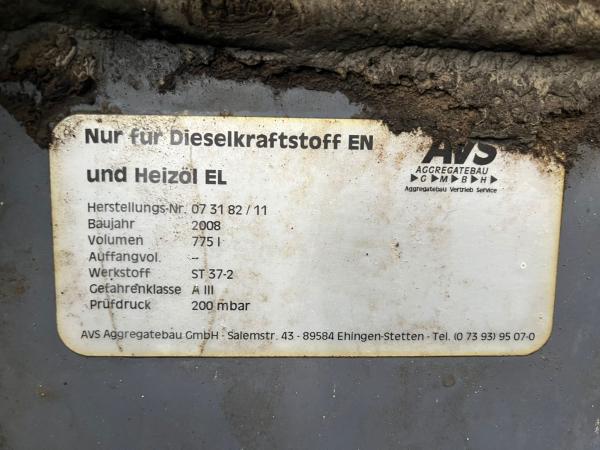 Nur für Dieselkraftstoff EN
und Heizöl EL
AVS
AGGREGATEBAU
G M B H
Aggregatebau Vertrieb Service
Herstellungs-Nr. 07 31 82 / 11
Baujahr 2008
Volumen 775 l
Auffangvol. --
Werkstoff ST 37-2
Gefahrenklasse A III
Prüfdruck 200 mbar
AVS Aggregatebau GmbH - Salemstr. 43 - 89584 Ehingen-Stetten - Tel. (0 73 93) 95 07-0